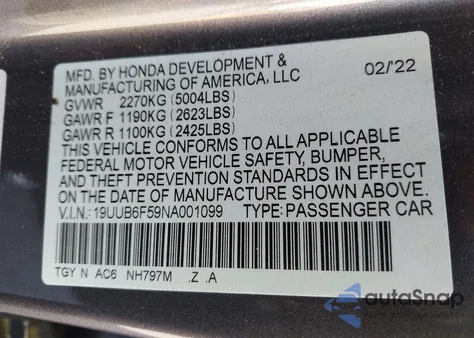 MFD. BY HONDA DEVELOPMENT &
MANUFACTURING OF AMERICA, LLC 02/'22
GVWR 2270KG (5004LBS)
GAWR F 1190KG (2623LBS)
GAWR R 1100KG (2425LBS)
THIS VEHICLE CONFORMS TO ALL APPLICABLE
FEDERAL MOTOR VEHICLE SAFETY, BUMPER,
AND THEFT PREVENTION STANDARDS IN EFFECT
ON THE DATE OF MANUFACTURE SHOWN ABOVE.
V.I.N.: 19UUB6F59NA001099 TYPE: PASSENGER CAR
TGY N AC6 NH797M .Z .A
autoSnap